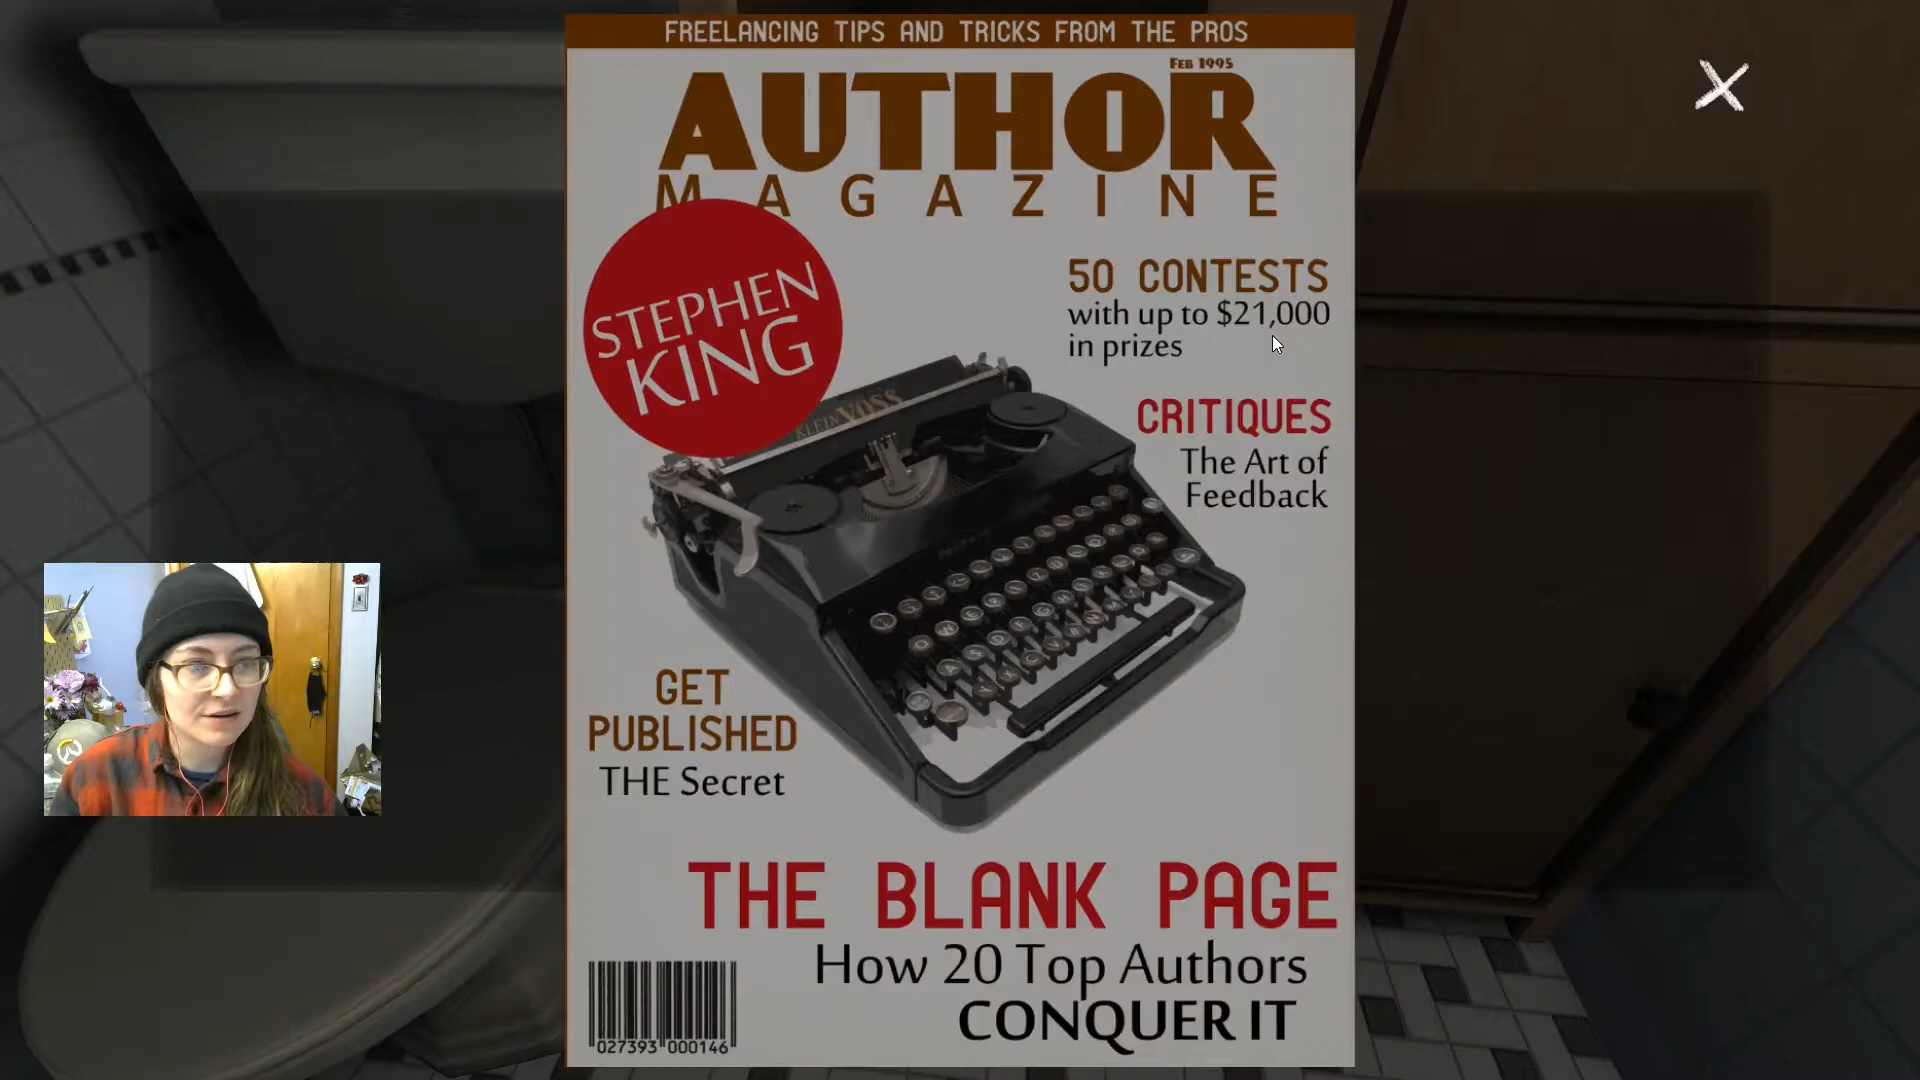 FREELANCING TIPS AND TRICKS FROM THE PROS
FEB 1995
AUTHOR
MAGAZINE
STEPHEN
KING
50 CONTESTS
with up to $21,000
in prizes
KLEIN VOSS
CRITIQUES
The Art of
Feedback
GET
PUBLISHED
THE Secret
THE BLANK PAGE
How 20 Top Authors
CONQUER IT
027393 000146